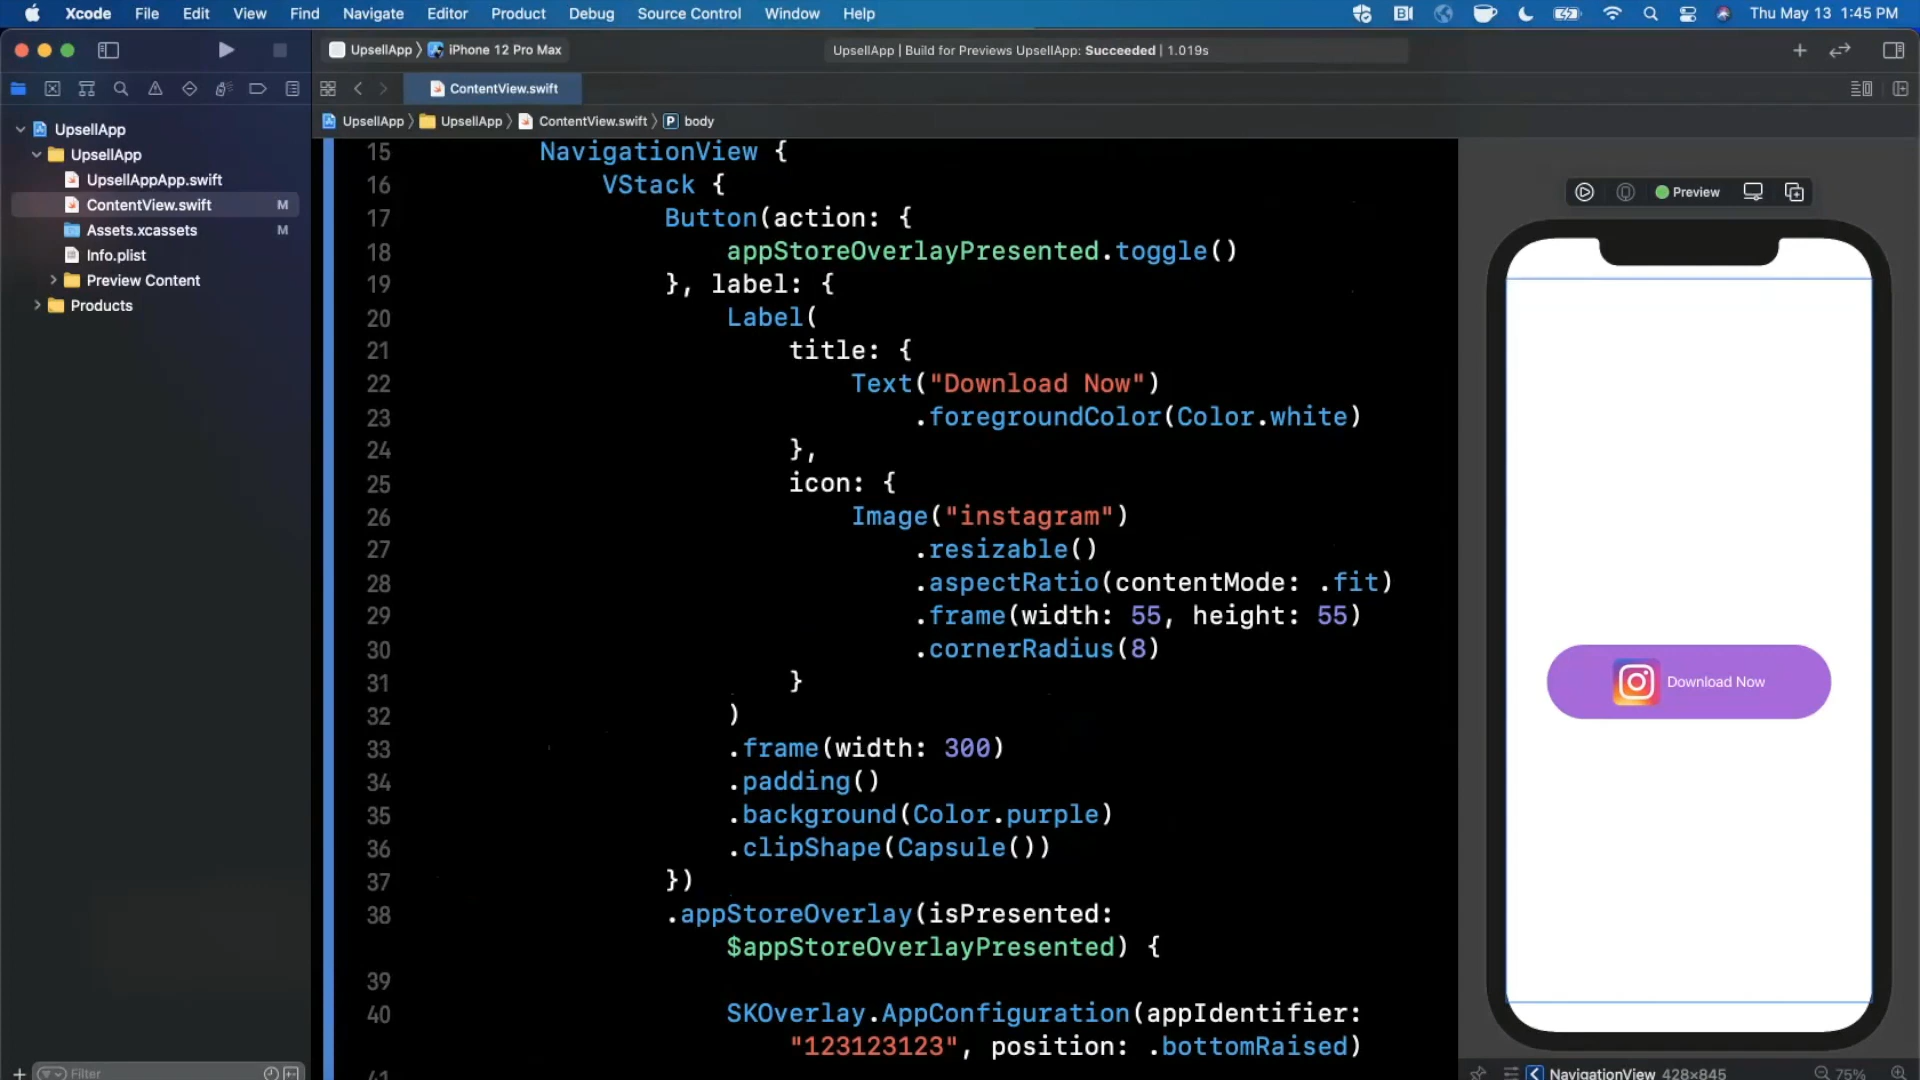 Xcode File Edit View Find Navigate Editor Product Debug Source Control Window Help Thu May 13 1:45 PM
UpsellApp iPhone 12 Pro Max
UpsellApp | Build for Previews UpsellApp: Succeeded | 1.019s
ContentView.swift
UpsellApp UpsellApp ContentView.swift P body
UpsellApp
UpsellApp
UpsellAppApp.swift
ContentView.swift M
Assets.xcassets M
Info.plist
Preview Content
Products
Filter
15 NavigationView {
16 VStack {
17 Button(action: {
18 appStoreOverlayPresented.toggle()
19 }, label: {
20 Label(
21 title: {
22 Text("Download Now")
23 .foregroundColor(Color.white)
24 },
25 icon: {
26 Image("instagram")
27 .resizable()
28 .aspectRatio(contentMode: .fit)
29 .frame(width: 55, height: 55)
30 .cornerRadius(8)
31 }
32 )
33 .frame(width: 300)
34 .padding()
35 .background(Color.purple)
36 .clipShape(Capsule())
37 })
38 .appStoreOverlay(isPresented:
$appStoreOverlayPresented) {
39
40 SKOverlay.AppConfiguration(appIdentifier:
"123123123", position: .bottomRaised)
41
Preview
Download Now
NavigationView 428x845 75%